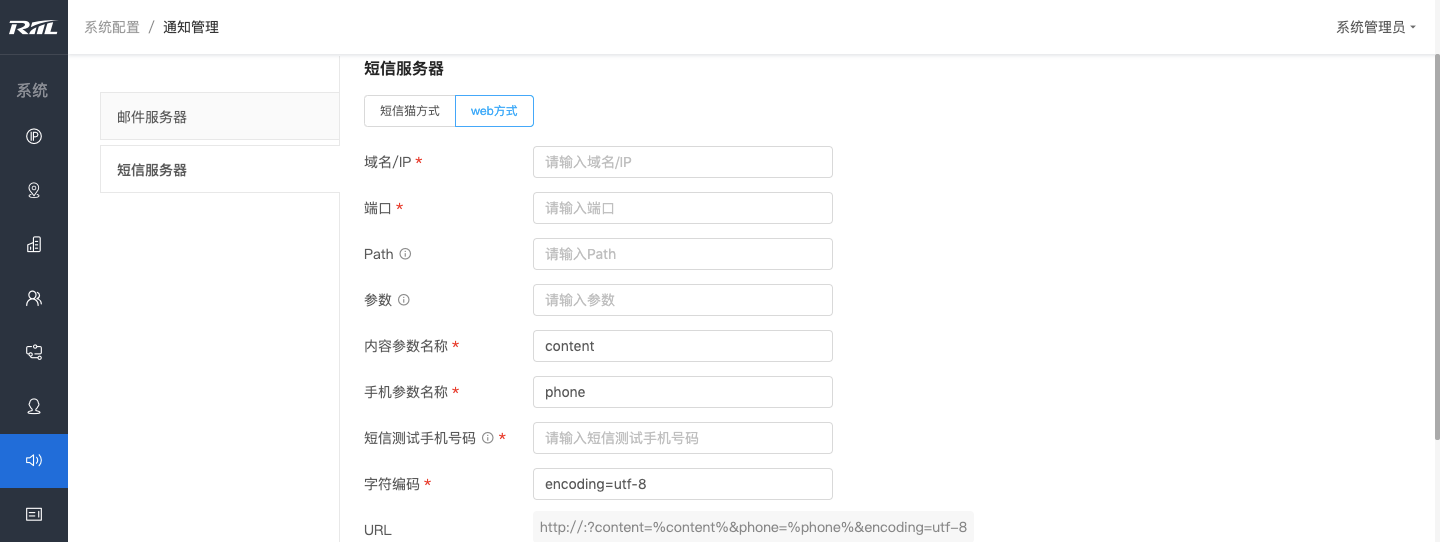 RIIL
系统配置 / 通知管理
系统管理员
系统
邮件服务器
短信服务器
短信服务器
短信猫方式 web方式
域名/IP * 请输入域名/IP
端口 * 请输入端口
Path 请输入Path
参数 请输入参数
内容参数名称 * content
手机参数名称 * phone
短信测试手机号码 * 请输入短信测试手机号码
字符编码 * encoding=utf-8
URL http://:?content=%content%&phone=%phone%&encoding=utf-8